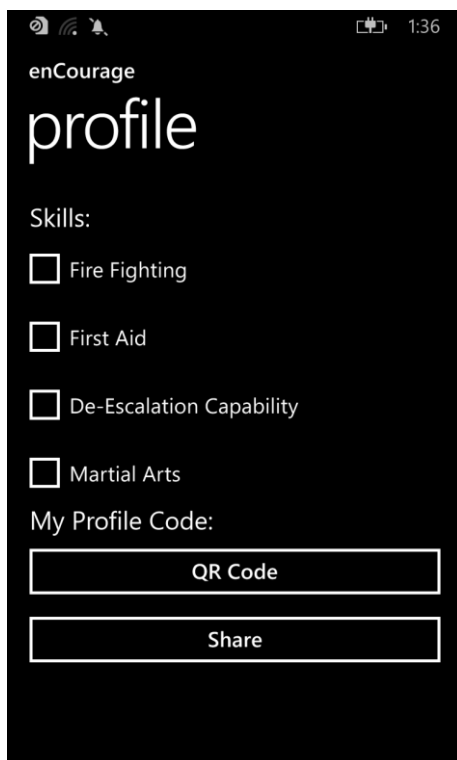 1:36
enCourage
profile
Skills:
Fire Fighting
First Aid
De-Escalation Capability
Martial Arts
My Profile Code:
QR Code
Share